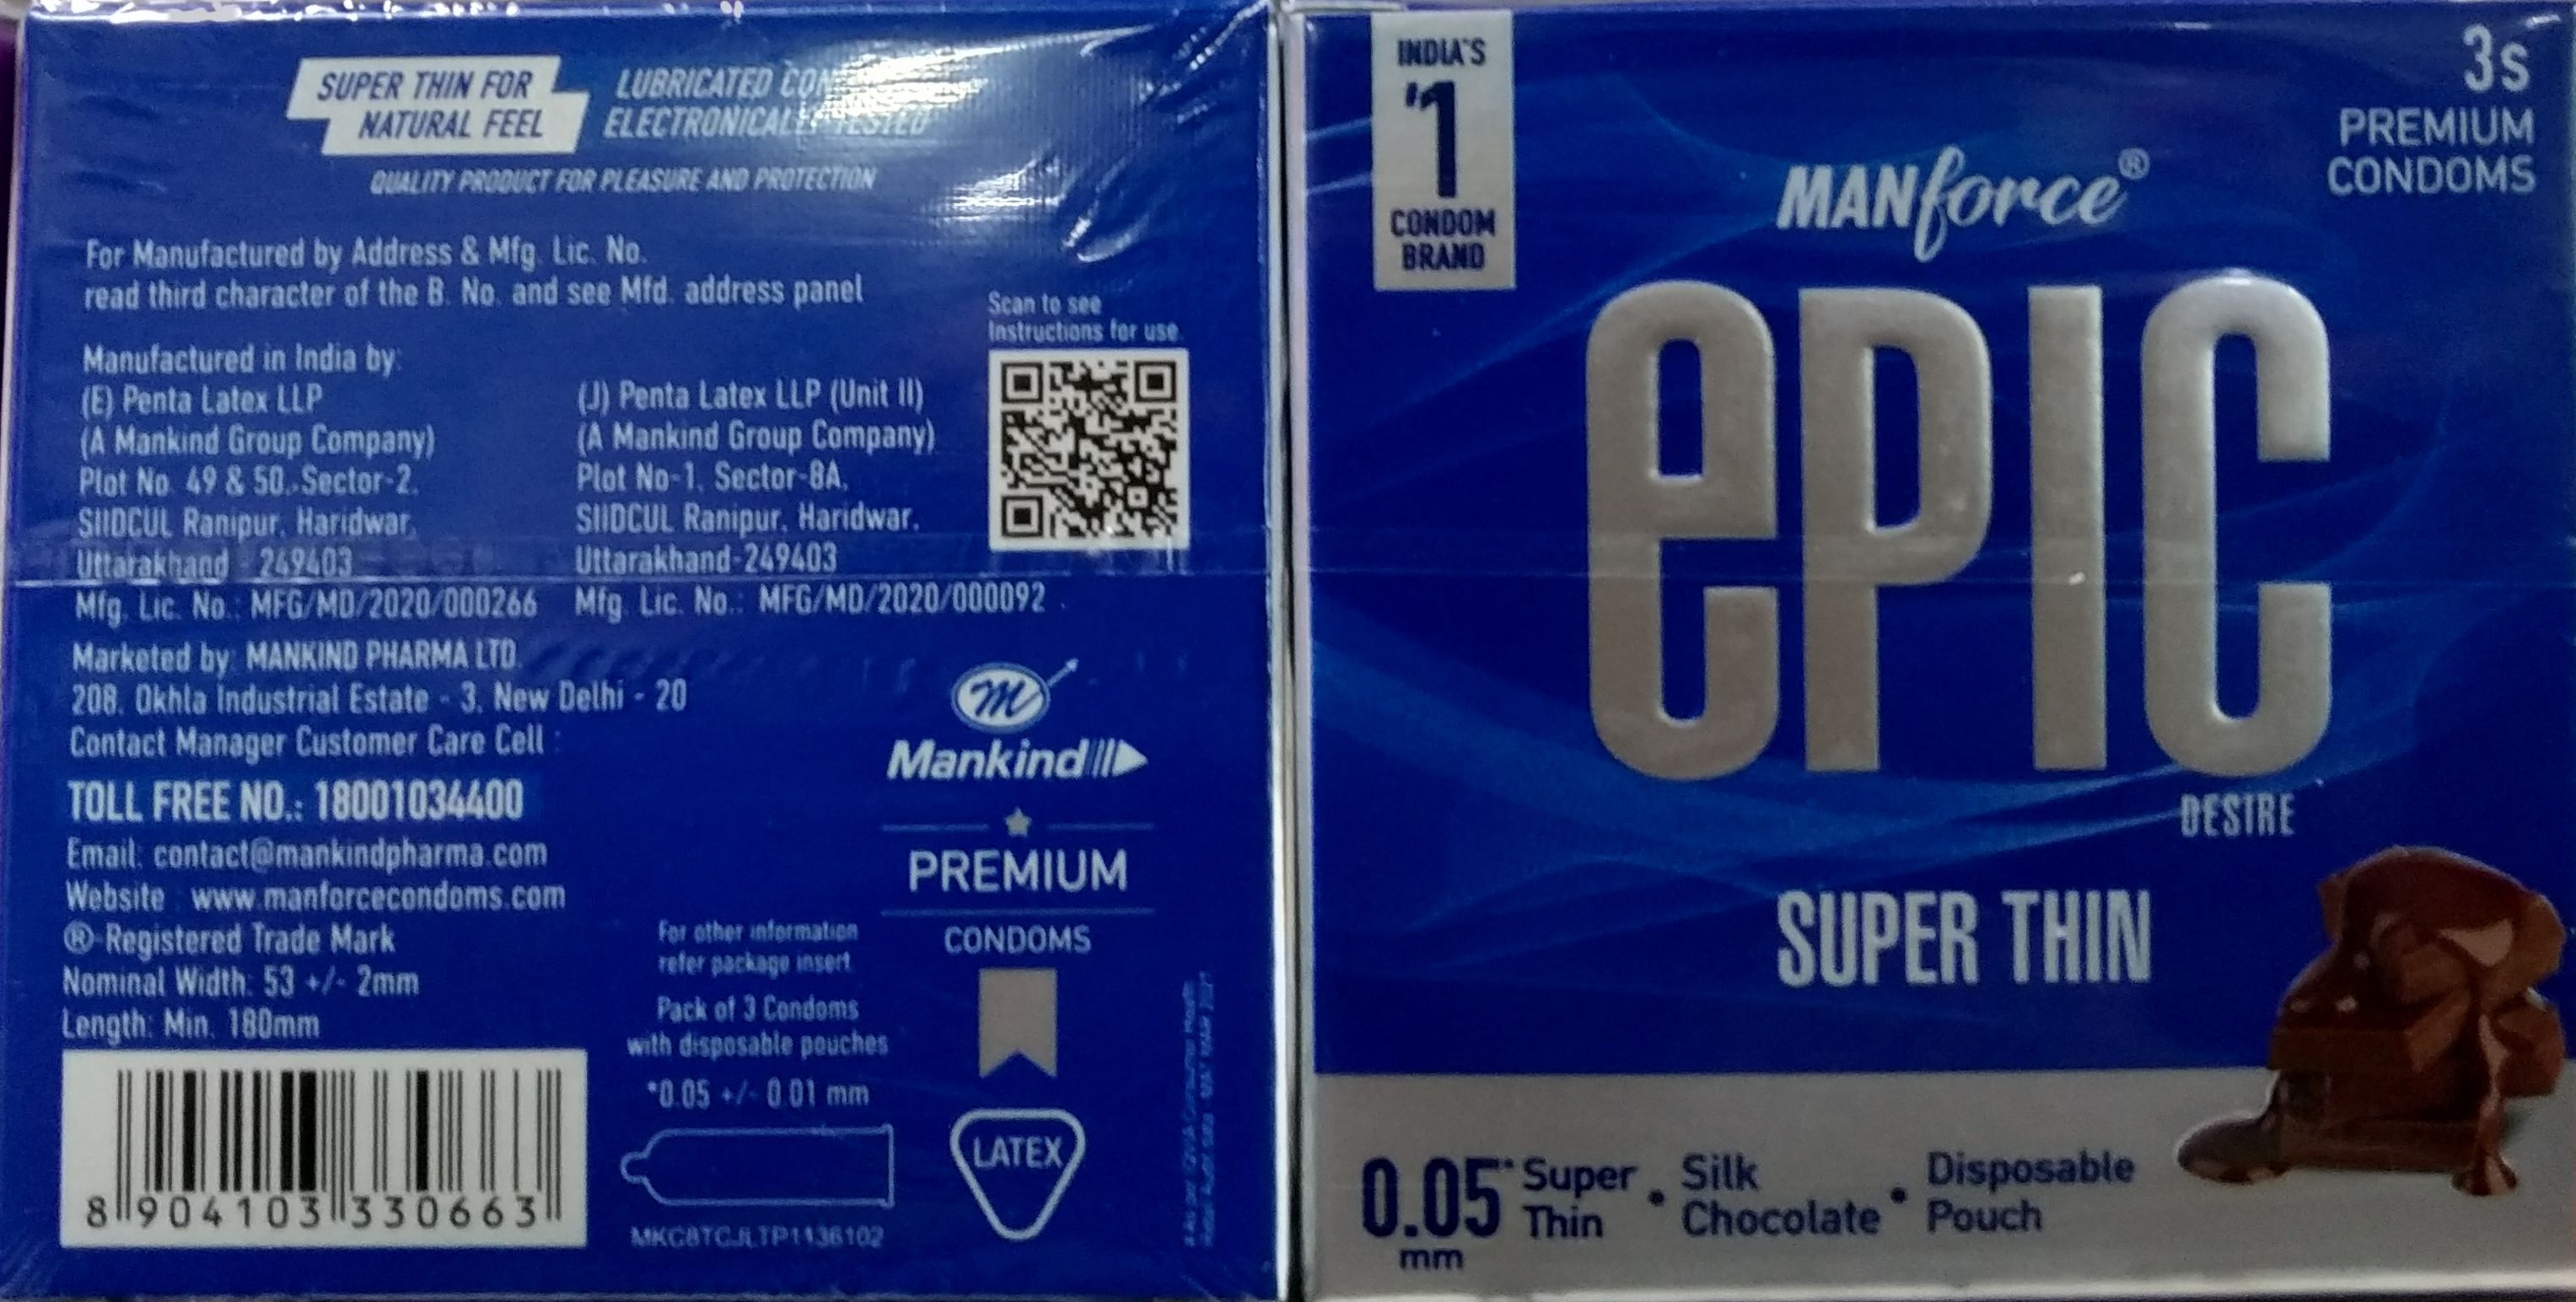 SUPER THIN FOR
NATURAL FEEL
LUBRICATED
ELECTRONICALLY TESTED
QUALITY PRODUCT FOR PLEASURE AND PROTECTION
For Manufactured by Address & Mfg. Lic. No.
read third character of the B. No. and see Mfd. address panel
Scan to see
Instructions for use.
Manufactured in India by:
(E) Penta Latex LLP
(A Mankind Group Company)
Plot No. 49 & 50, Sector-2,
SIIDCUL Ranipur, Haridwar,
Uttarakhand - 249403
Mfg. Lic. No.: MFG/MD/2020/000266
(J) Penta Latex LLP (Unit II)
(A Mankind Group Company)
Plot No-1, Sector-8A,
SIIDCUL Ranipur, Haridwar,
Uttarakhand-249403
Mfg. Lic. No.: MFG/MD/2020/000092
Marketed by: MANKIND PHARMA LTD.
208, Okhla Industrial Estate - 3, New Delhi - 20
Contact Manager Customer Care Cell :
TOLL FREE NO.: 18001034400
Email: contact@mankindpharma.com
Website : www.manforcecondoms.com
®-Registered Trade Mark
Nominal Width: 53 +/- 2mm
Length: Min. 180mm
8 904103 330663
For other information
refer package insert
Pack of 3 Condoms
with disposable pouches
*0.05 +/- 0.01 mm
MKC8TCJLTP1136102
m
Mankind
PREMIUM
CONDOMS
LATEX
INDIA'S
#1
CONDOM
BRAND
3s
PREMIUM
CONDOMS
MANforce®
ePIC
DESIRE
SUPER THIN
0.05*
mm
Super
Thin
• Silk
Chocolate
• Disposable
Pouch